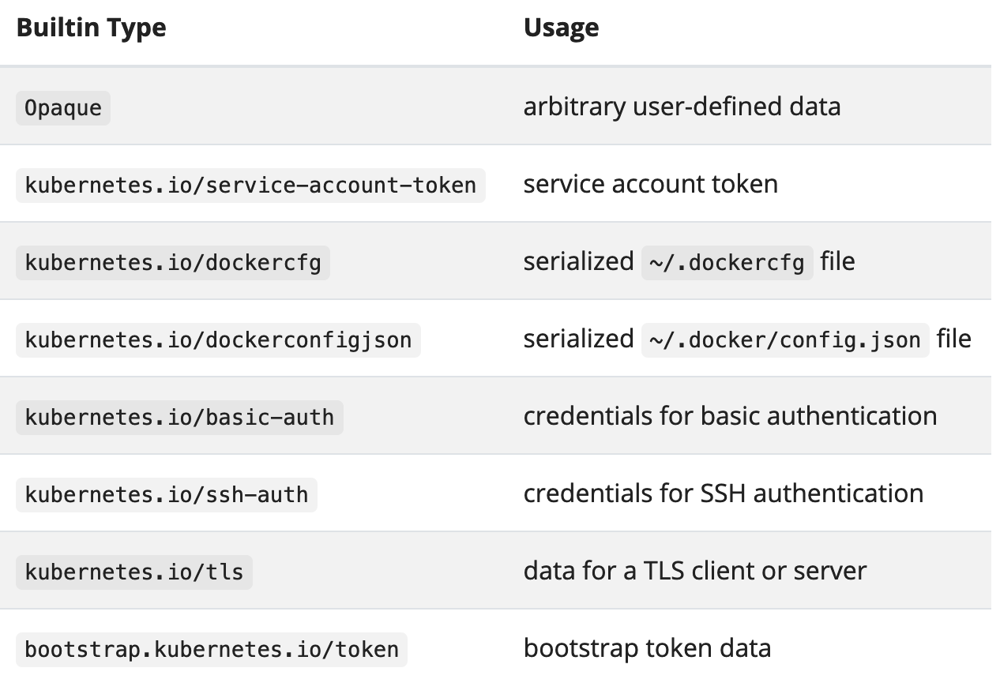 Builtin Type Usage
Opaque arbitrary user-defined data
kubernetes.io/service-account-token service account token
kubernetes.io/dockercfg serialized ~/.dockercfg file
kubernetes.io/dockerconfigjson serialized ~/.docker/config.json file
kubernetes.io/basic-auth credentials for basic authentication
kubernetes.io/ssh-auth credentials for SSH authentication
kubernetes.io/tls data for a TLS client or server
bootstrap.kubernetes.io/token bootstrap token data